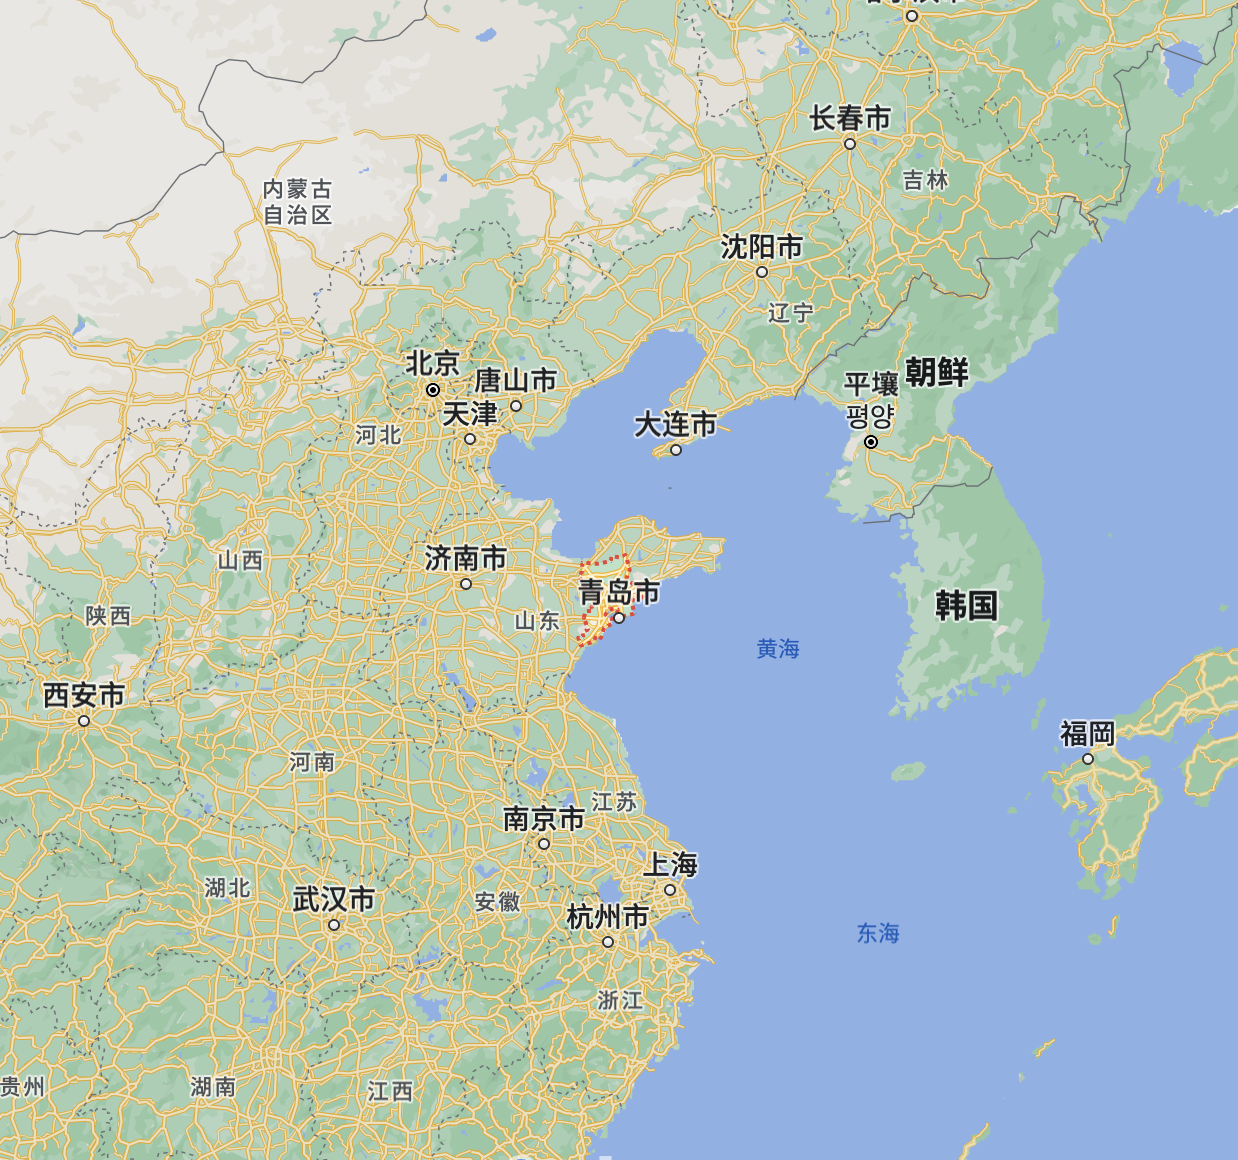 长春市
吉林
内蒙古
自治区
沈阳市
辽宁
北京
唐山市
朝鲜
平壤
평양
天津
大连市
河北
济南市
山西
青岛市
韩国
陕西
山东
黄海
西安市
福冈
河南
江苏
南京市
上海
湖北
武汉市
安徽
杭州市
东海
浙江
贵州
湖南
江西